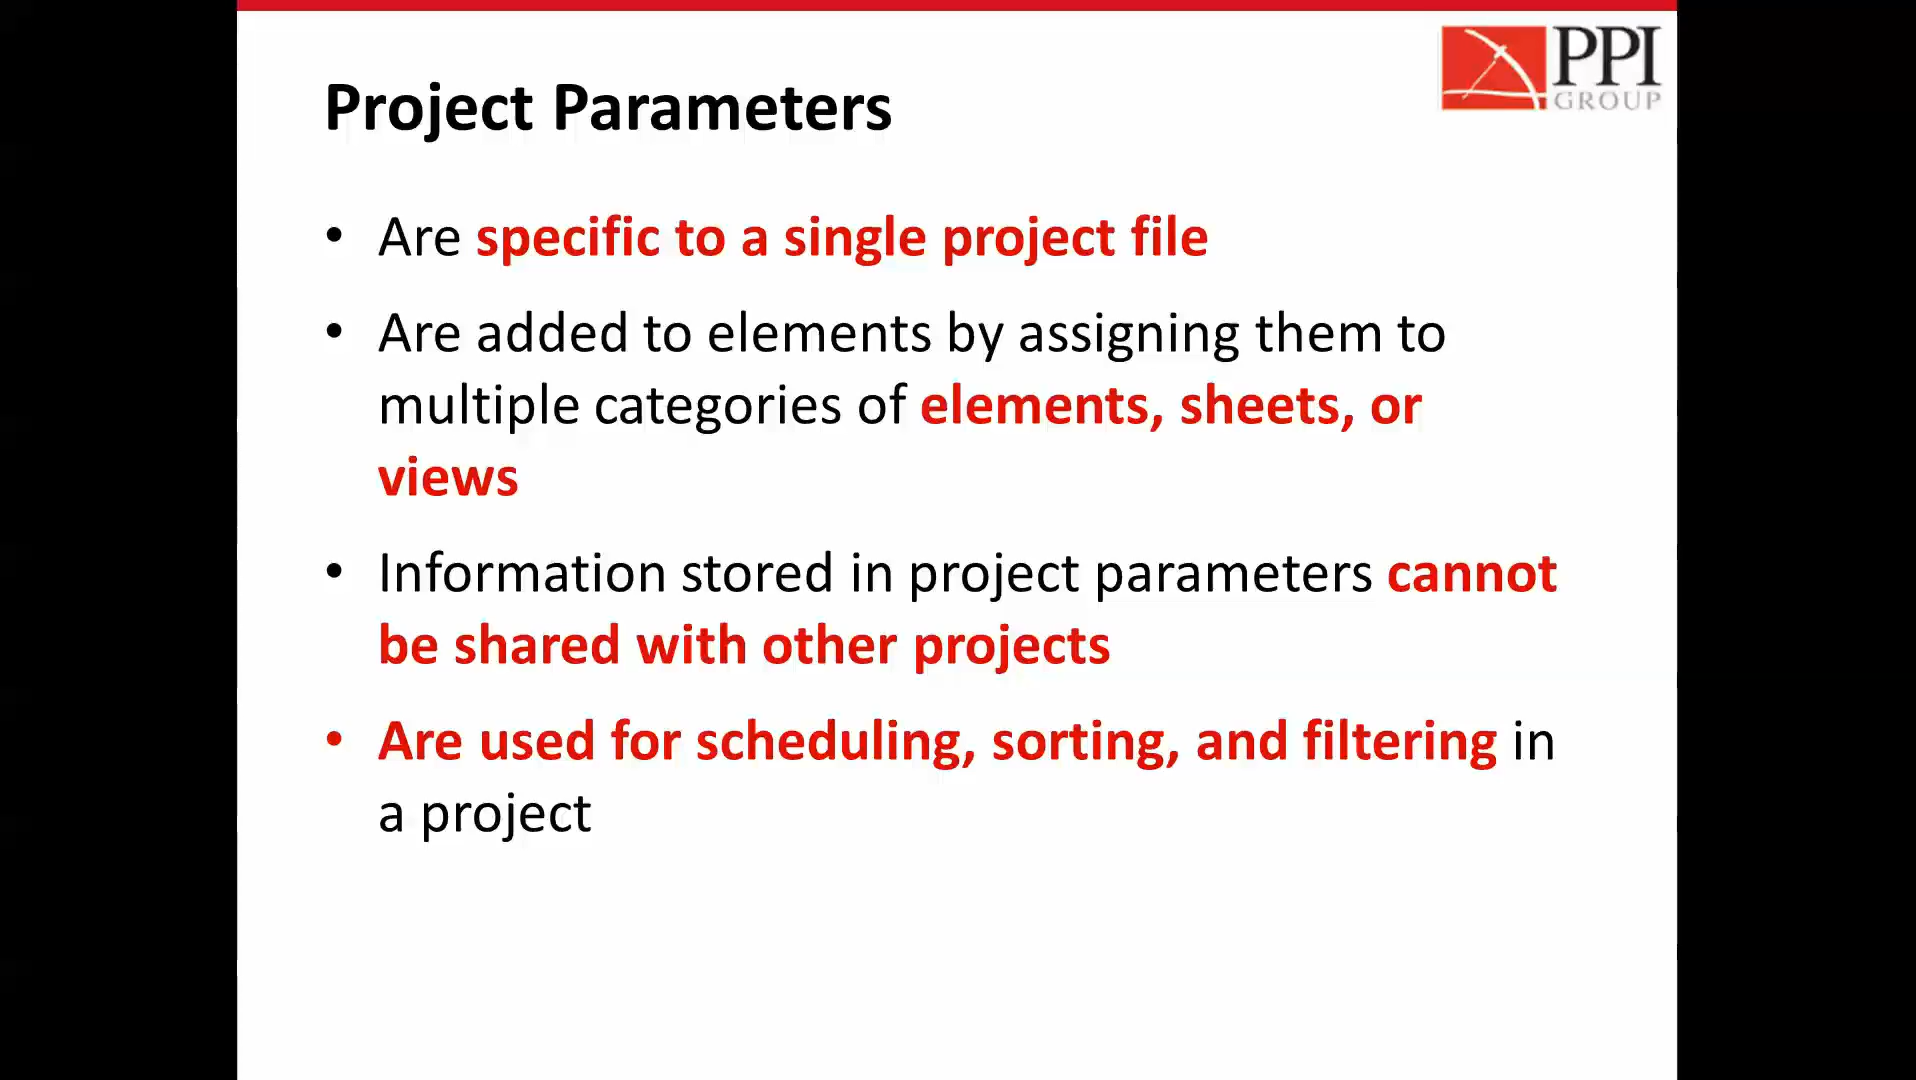 PPI
GROUP
Project Parameters
• Are specific to a single project file
• Are added to elements by assigning them to
multiple categories of elements, sheets, or
views
• Information stored in project parameters cannot
be shared with other projects
• Are used for scheduling, sorting, and filtering in
a project